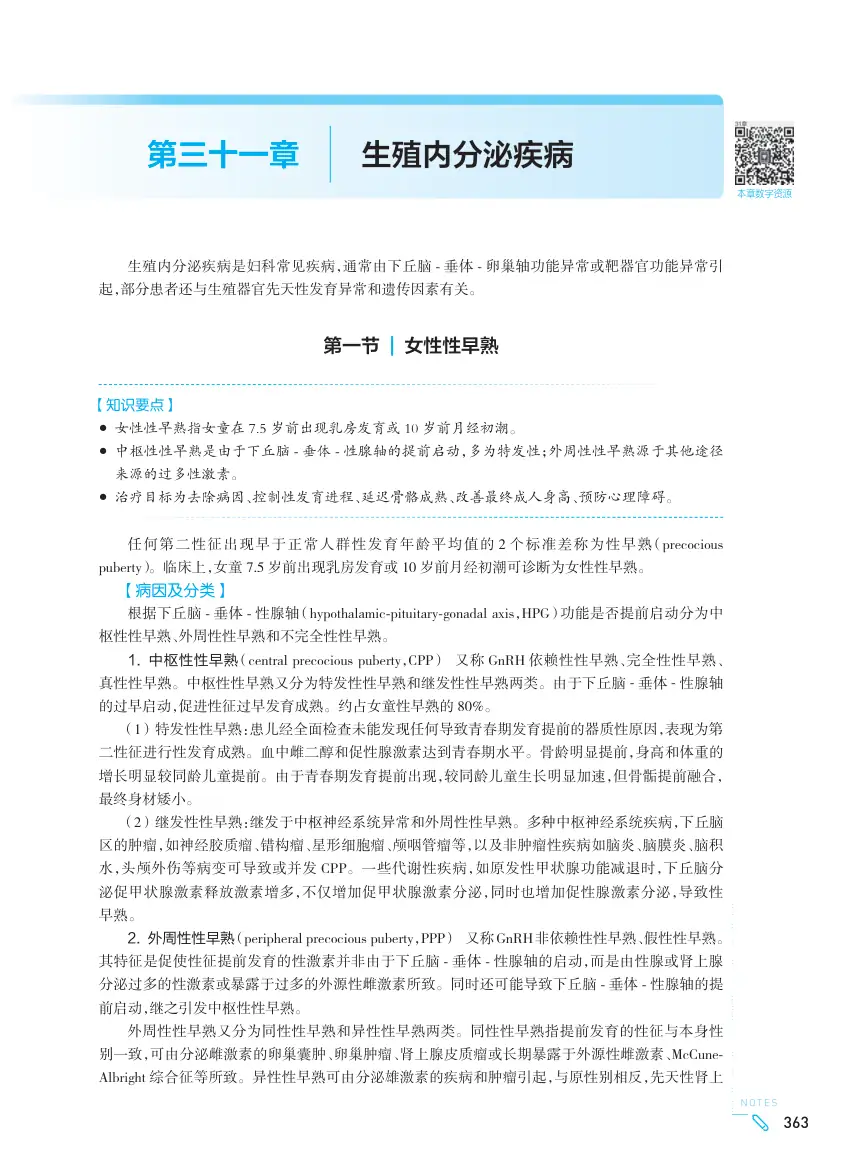 第三十一章
生殖内分泌疾病
31章
本章数字资源
生殖内分泌疾病是妇科常见疾病,通常由下丘脑 - 垂体 - 卵巢轴功能异常或靶器官功能异常引
起,部分患者还与生殖器官先天性发育异常和遗传因素有关。
第一节 | 女性性早熟
【知识要点】
● 女性性早熟指女童在 7.5 岁前出现乳房发育或 10 岁前月经初潮。
● 中枢性性早熟是由于下丘脑 - 垂体 - 性腺轴的提前启动,多为特发性;外周性性早熟源于其他途径
来源的过多性激素。
● 治疗目标为去除病因、控制性发育进程、延迟骨骼成熟、改善最终成人身高、预防心理障碍。
任何第二性征出现早于正常人群性发育年龄平均值的 2 个标准差称为性早熟(precocious
puberty)。临床上,女童 7.5 岁前出现乳房发育或 10 岁前月经初潮可诊断为女性性早熟。
【病因及分类】
根据下丘脑 - 垂体 - 性腺轴(hypothalamic-pituitary-gonadal axis,HPG)功能是否提前启动分为中
枢性性早熟、外周性性早熟和不完全性性早熟。
1. 中枢性性早熟(central precocious puberty,CPP) 又称 GnRH 依赖性性早熟、完全性性早熟、
真性性早熟。中枢性性早熟又分为特发性性早熟和继发性性早熟两类。由于下丘脑 - 垂体 - 性腺轴
的过早启动,促进性征过早发育成熟。约占女童性早熟的 80%。
(1)特发性性早熟:患儿经全面检查未能发现任何导致青春期发育提前的器质性原因,表现为第
二性征进行性发育成熟。血中雌二醇和促性腺激素达到青春期水平。骨龄明显提前,身高和体重的
增长明显较同龄儿童提前。由于青春期发育提前出现,较同龄儿童生长明显加速,但骨骺提前融合,
最终身材矮小。
(2)继发性性早熟:继发于中枢神经系统异常和外周性性早熟。多种中枢神经系统疾病,下丘脑
区的肿瘤,如神经胶质瘤、错构瘤、星形细胞瘤、颅咽管瘤等,以及非肿瘤性疾病如脑炎、脑膜炎、脑积
水,头颅外伤等病变可导致或并发 CPP。一些代谢性疾病,如原发性甲状腺功能减退时,下丘脑分
泌促甲状腺激素释放激素增多,不仅增加促甲状腺激素分泌,同时也增加促性腺激素分泌,导致性
早熟。
2. 外周性性早熟(peripheral precocious puberty,PPP) 又称 GnRH 非依赖性性早熟、假性性早熟。
其特征是促使性征提前发育的性激素并非由于下丘脑 - 垂体 - 性腺轴的启动,而是由性腺或肾上腺
分泌过多的性激素或暴露于过多的外源性雌激素所致。同时还可能导致下丘脑 - 垂体 - 性腺轴的提
前启动,继之引发中枢性性早熟。
外周性性早熟又分为同性性早熟和异性性早熟两类。同性性早熟指提前发育的性征与本身性
别一致,可由分泌雌激素的卵巢囊肿、卵巢肿瘤、肾上腺皮质瘤或长期暴露于外源性雌激素、McCune-
Albright 综合征等所致。异性性早熟可由分泌雄激素的疾病和肿瘤引起,与原性别相反,先天性肾上
NOTES
363